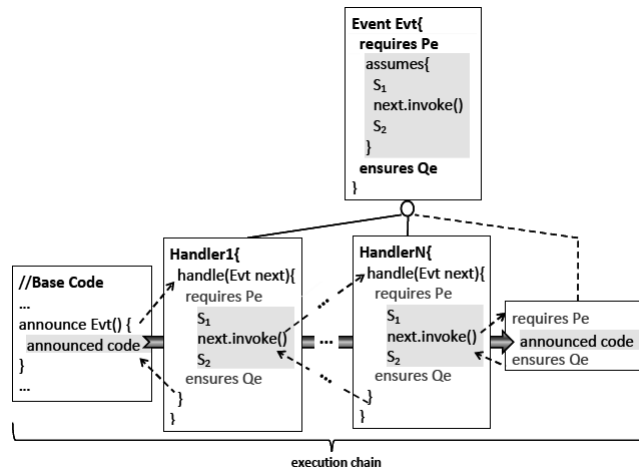 Event Evt{
requires Pe
assumes{
S1
next.invoke()
S2
}
ensures Qe
}
//Base Code
...
announce Evt() {
announced code
}
...
Handler1{
handle(Evt next){
requires Pe
S1
next.invoke()
S2
ensures Qe
}
}
...
...
...
HandlerN{
handle(Evt next){
requires Pe
S1
next.invoke()
S2
ensures Qe
}
}
requires Pe
announced code
ensures Qe
execution chain